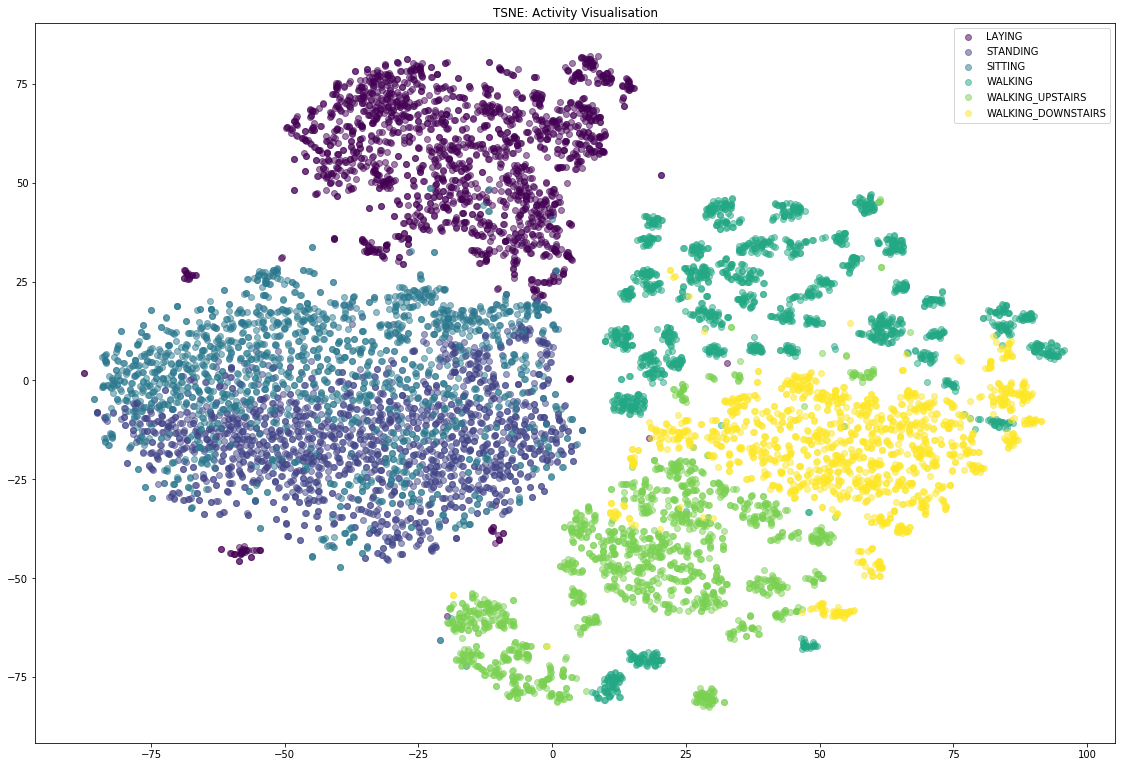 TSNE: Activity Visualisation
LAYING
STANDING
SITTING
WALKING
WALKING_UPSTAIRS
WALKING_DOWNSTAIRS
75
50
25
0
−25
−50
−75
−75 −50 −25 0 25 50 75 100